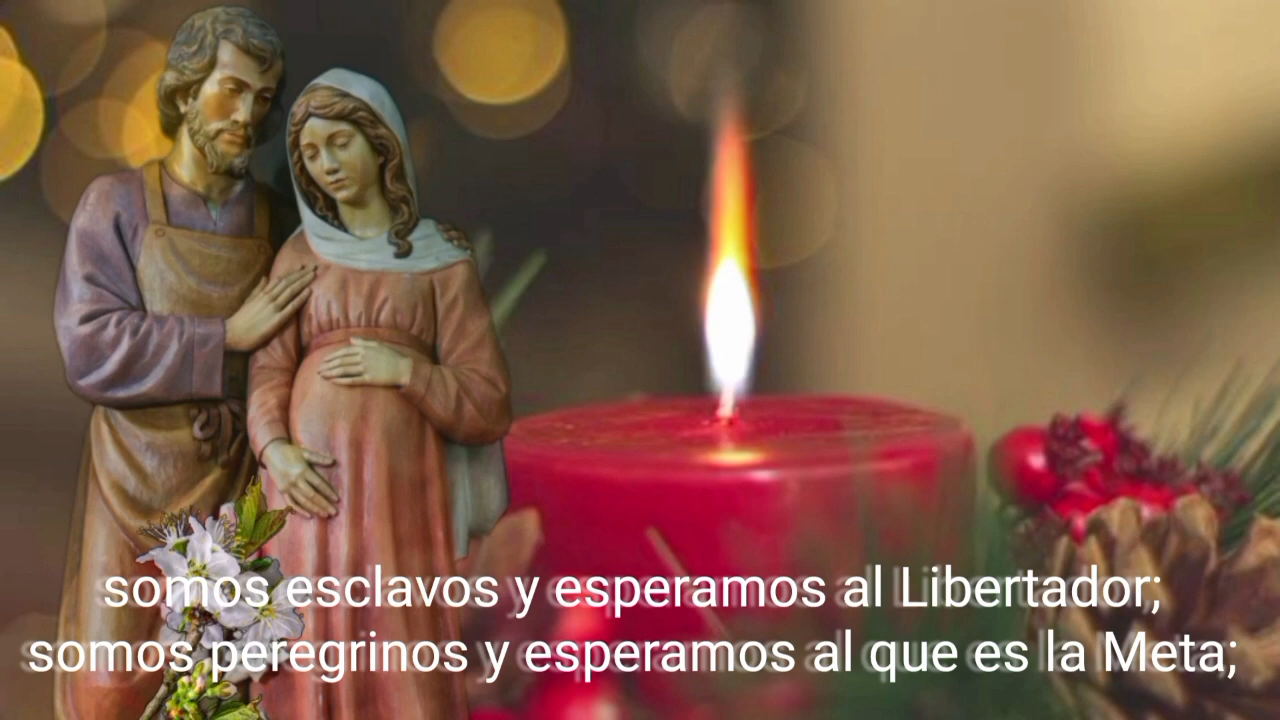 somos esclavos y esperamos al Libertador;
somos peregrinos y esperamos al que es la Meta;